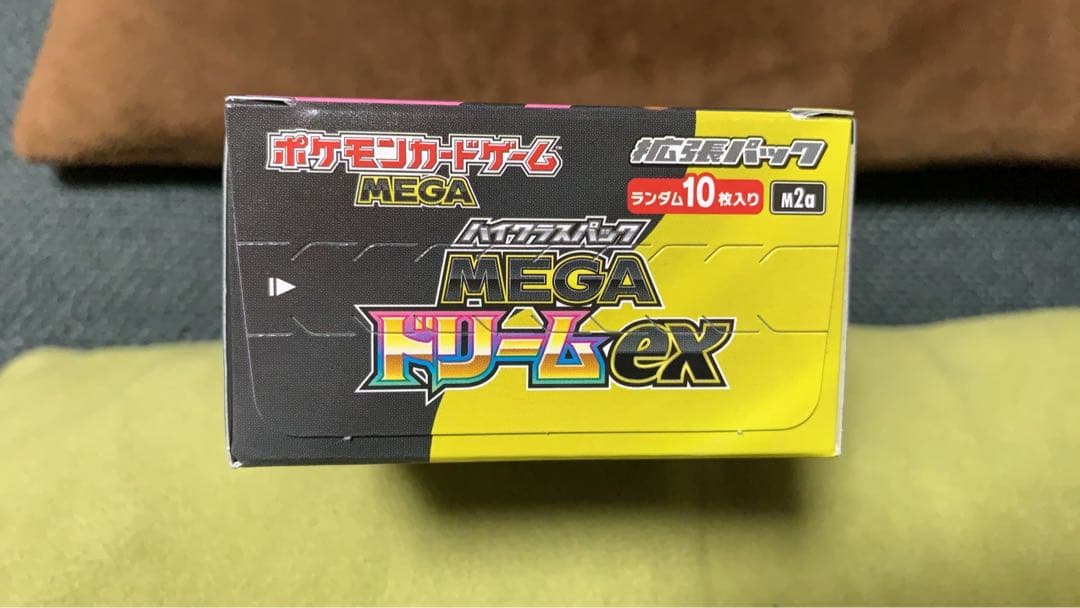 ポケモンカードゲーム
MEGA
拡張パック
ランダム10枚入り
M2a
ハイクラスパック
MEGA
ドリームex